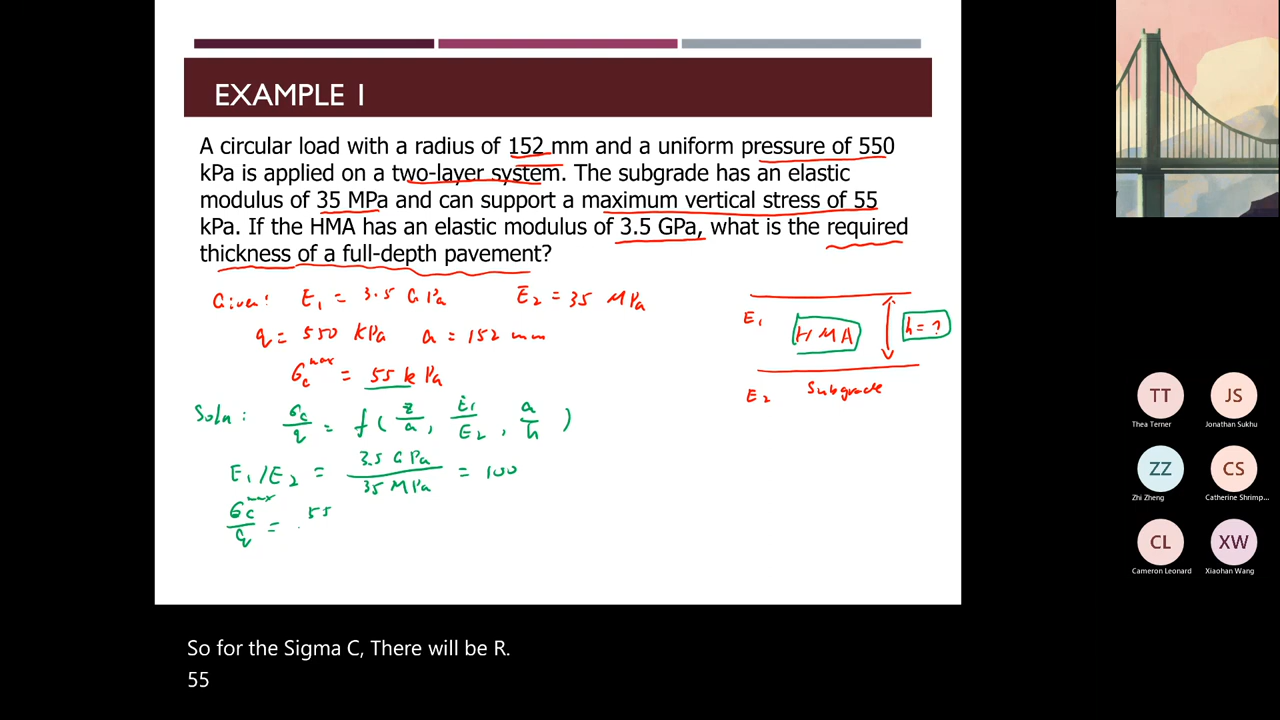 EXAMPLE 1
A circular load with a radius of 152 mm and a uniform pressure of 550
kPa is applied on a two-layer system. The subgrade has an elastic
modulus of 35 MPa and can support a maximum vertical stress of 55
kPa. If the HMA has an elastic modulus of 3.5 GPa, what is the required
thickness of a full-depth pavement?
Given: E₁ = 3.5 GPa E₂ = 35 MPa
q = 550 kPa a = 152 mm
σc^max = 55 kPa
E₁ HMA h = ?
E₂ Subgrade
Soln: σc/q = f ( z/a, E₁/E₂, a/h )
E₁/E₂ = 3.5 GPa / 35 MPa = 100
σc^max / q = 55
TT JS
Thea Terner Jonathan Sukhu
ZZ CS
Zhi Zheng Catherine Shrimp...
CL XW
Cameron Leonard Xiaohan Wang
So for the Sigma C, There will be R.
55